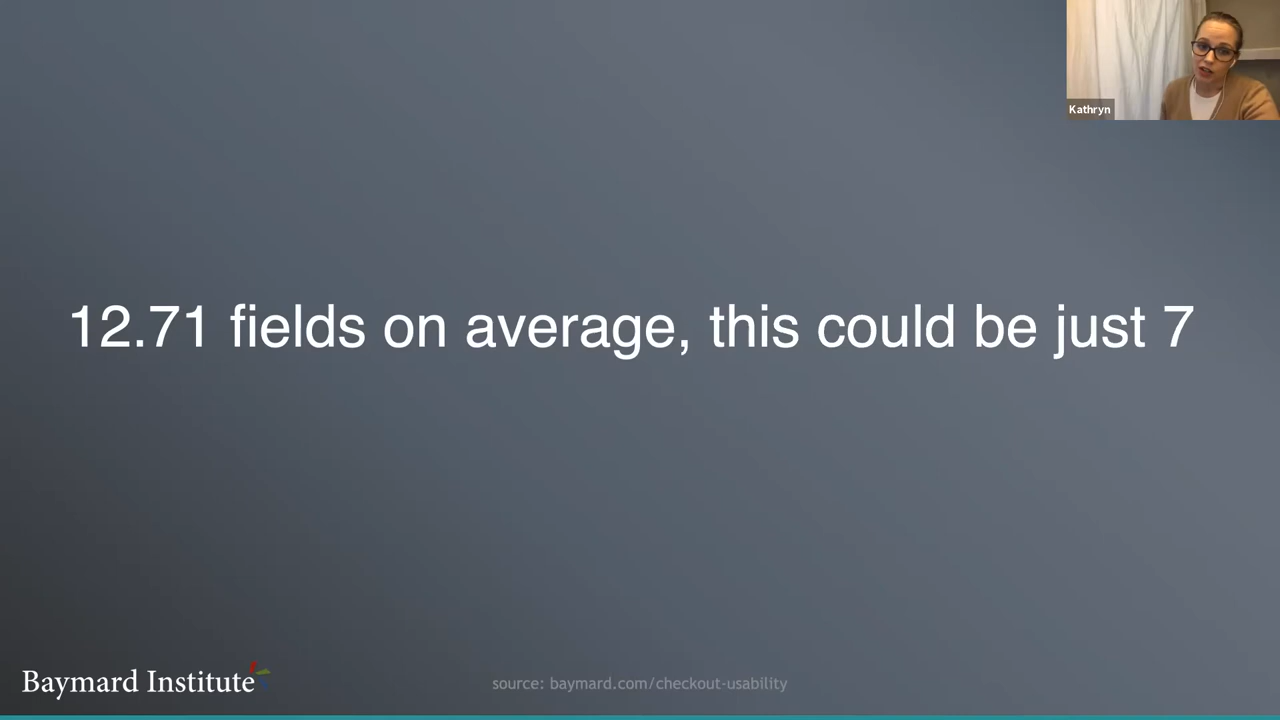 Kathryn
12.71 fields on average, this could be just 7
Baymard Institute
source: baymard.com/checkout-usability